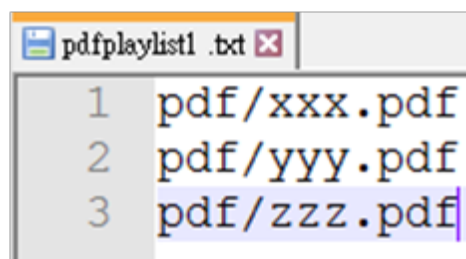 pdfplaylist1 .txt
1 pdf/xxx.pdf
2 pdf/yyy.pdf
3 pdf/zzz.pdf